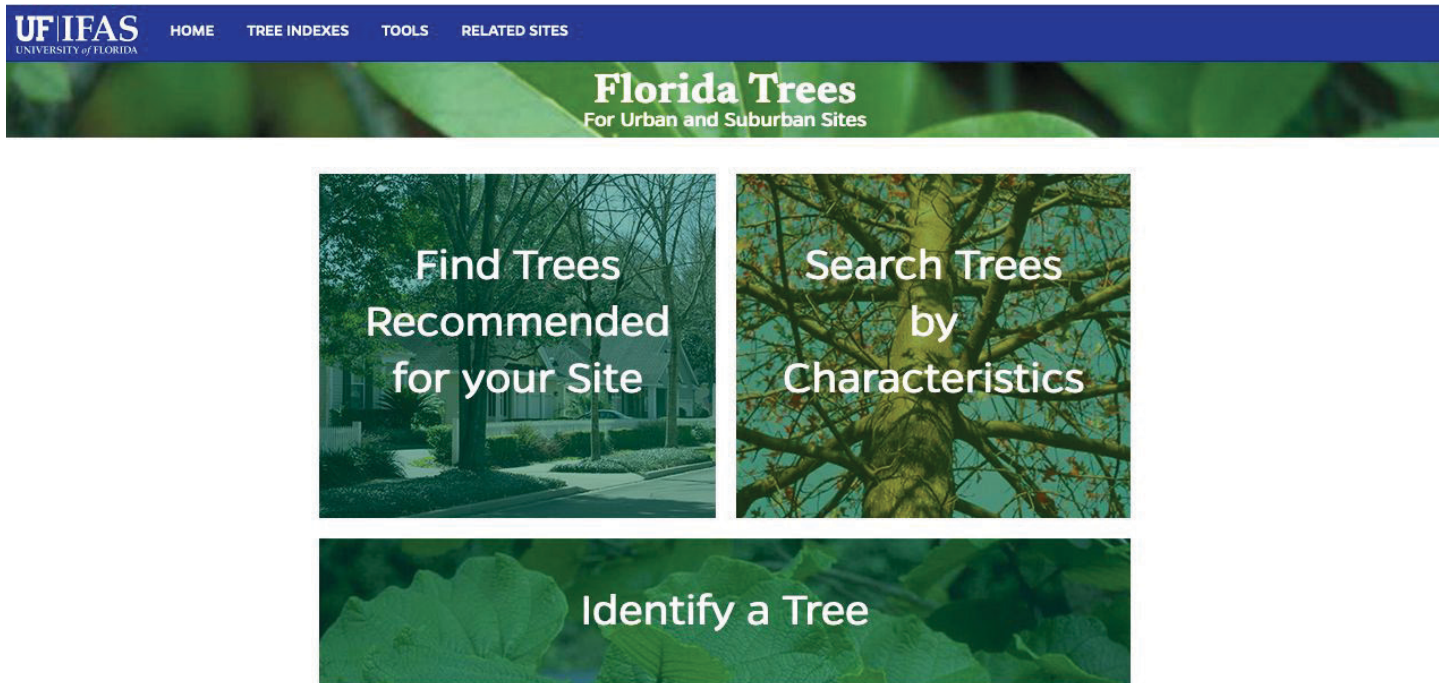 UF|IFAS
UNIVERSITY of FLORIDA
HOME TREE INDEXES TOOLS RELATED SITES
Florida Trees
For Urban and Suburban Sites
Find Trees
Recommended
for your Site
Search Trees
by
Characteristics
Identify a Tree